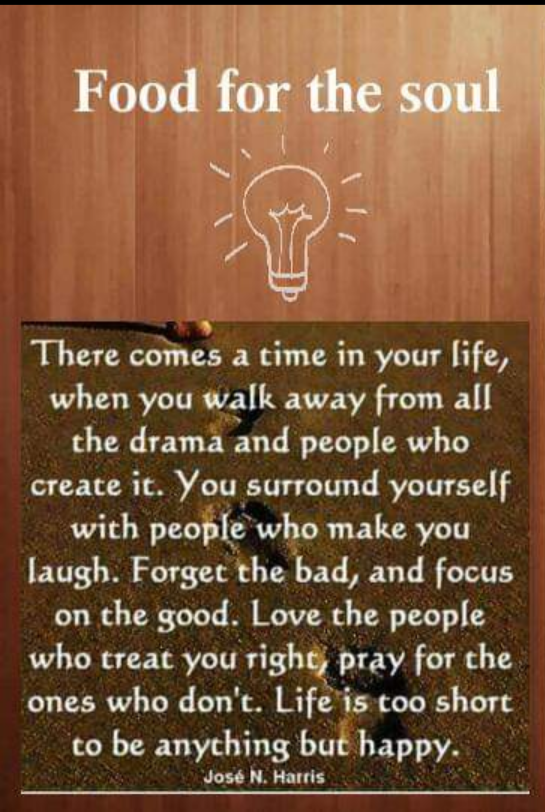 Food for the soul
There comes a time in your life,
when you walk away from all
the drama and people who
create it. You surround yourself
with people who make you
laugh. Forget the bad, and focus
on the good. Love the people
who treat you right, pray for the
ones who don't. Life is too short
to be anything but happy.
José N. Harris